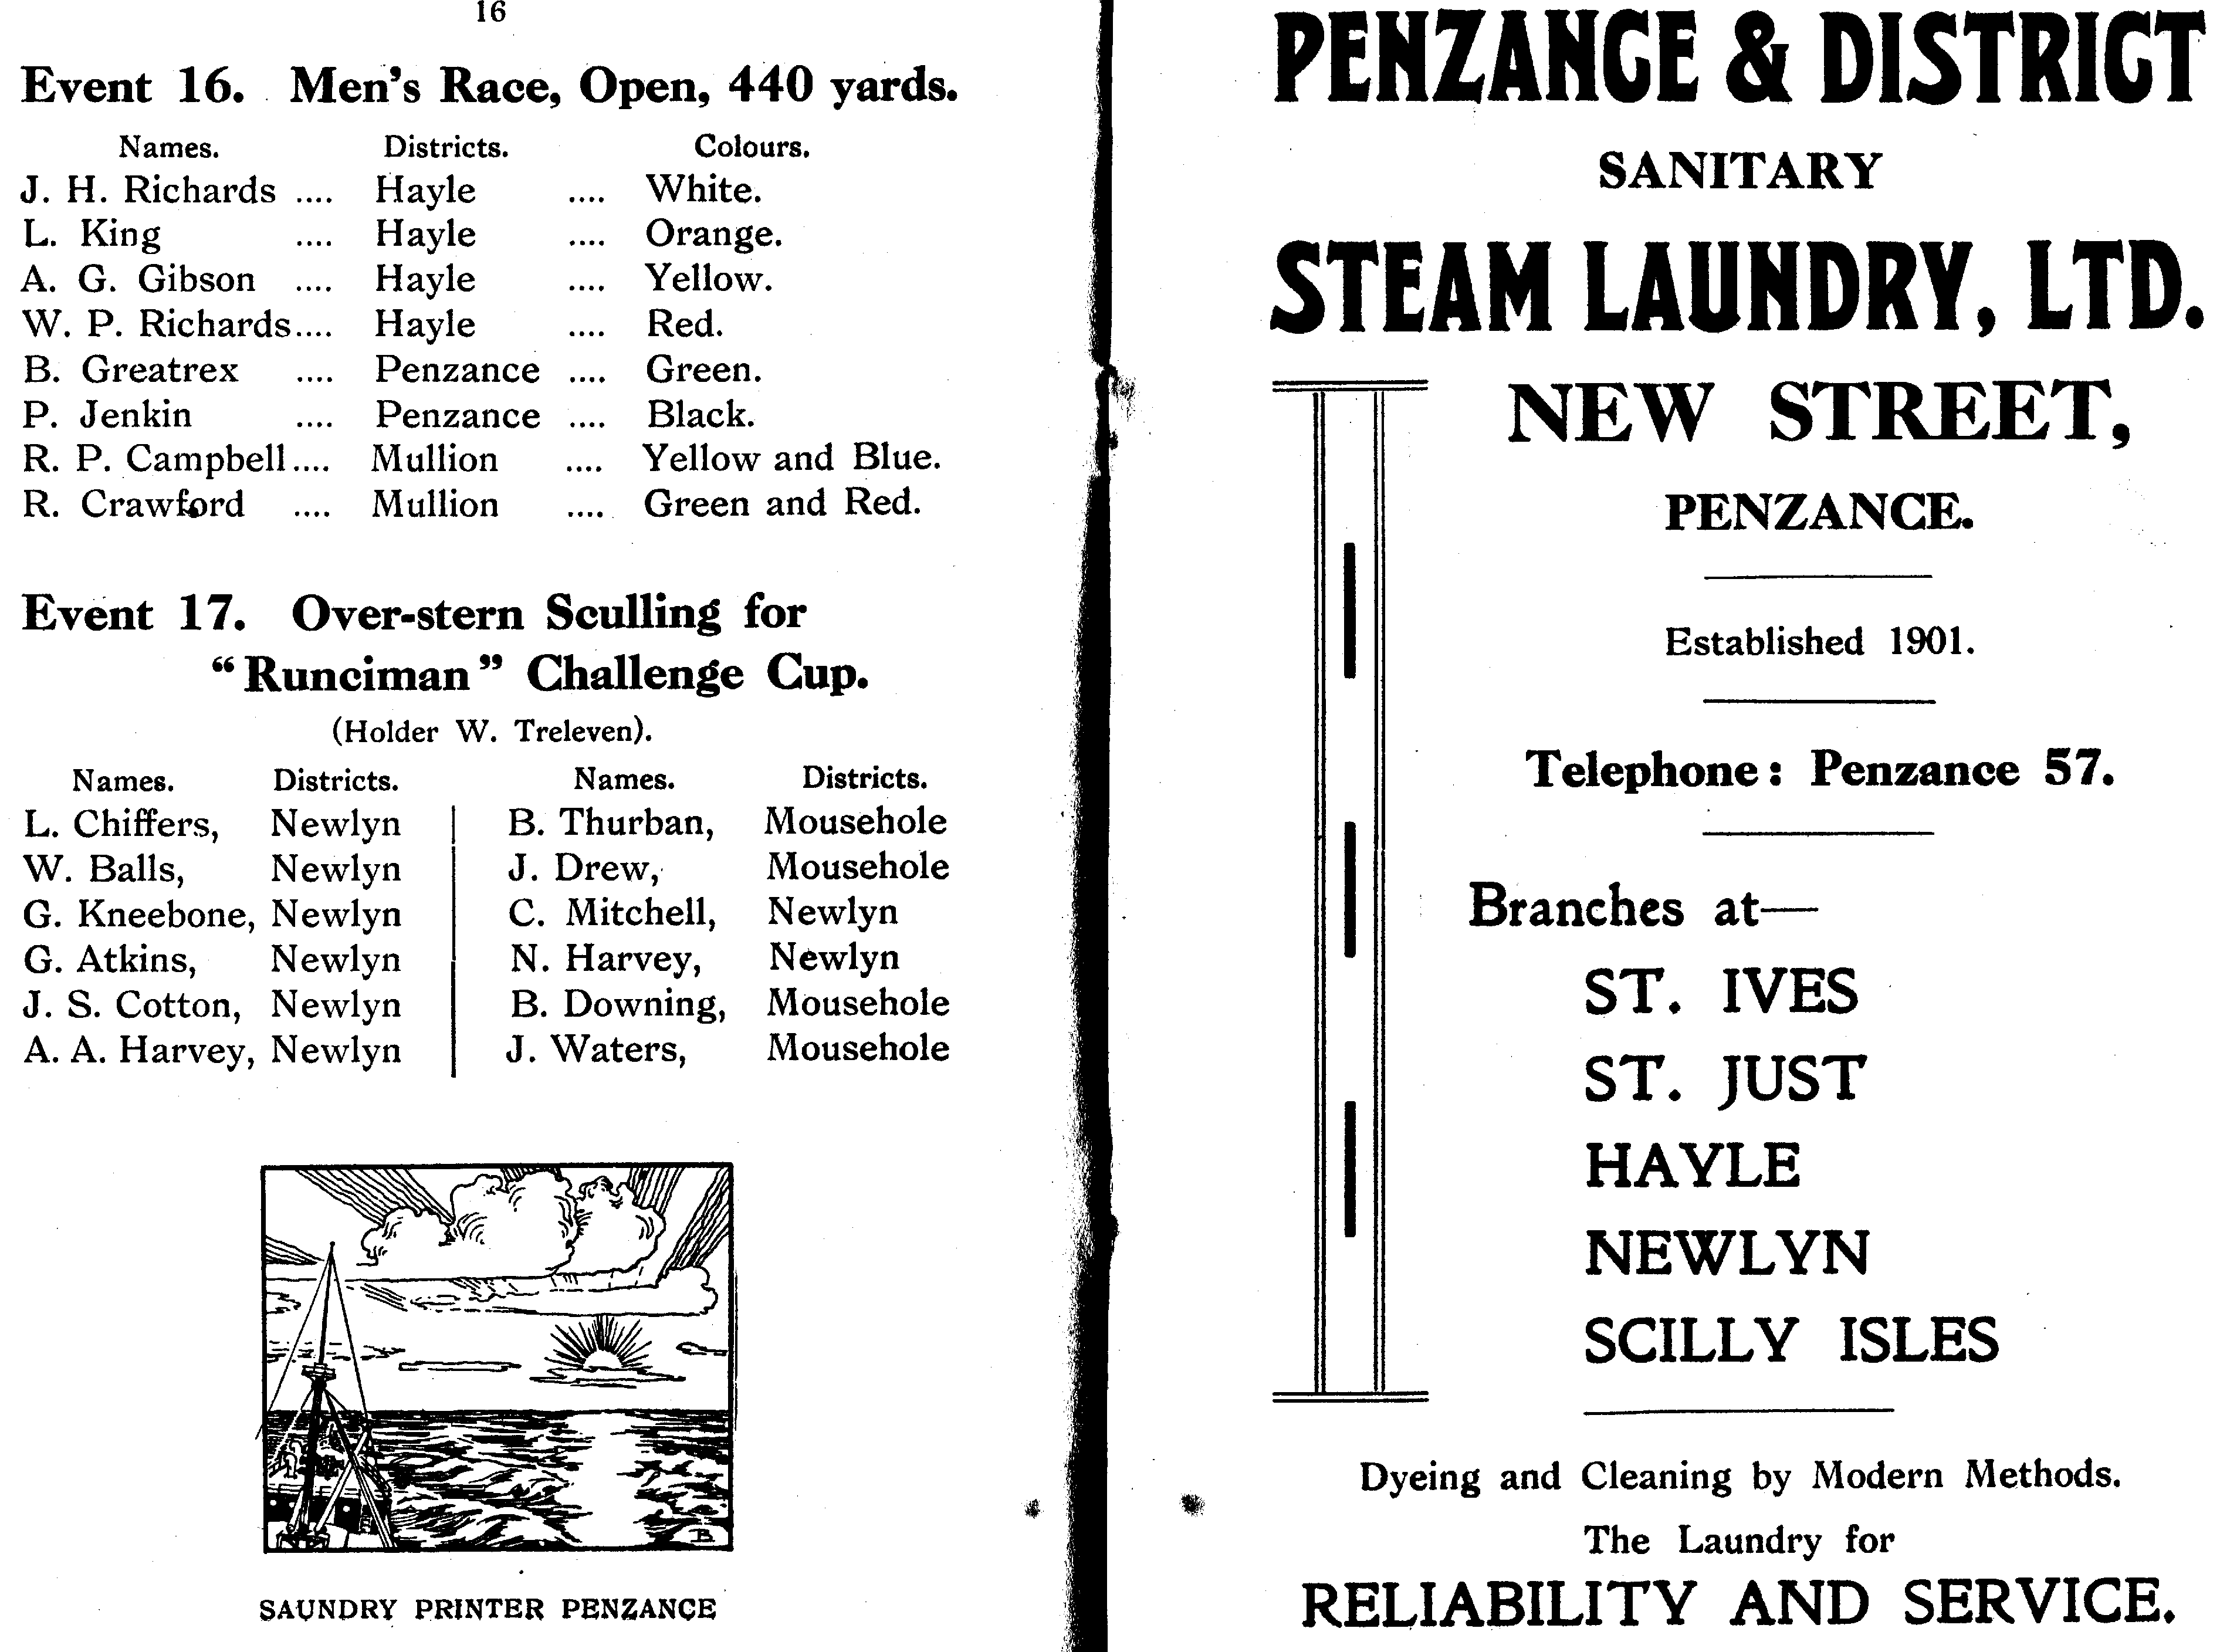 16
Event 16. Men's Race, Open, 440 yards.
Names. Districts. Colours.
J. H. Richards .... Hayle .... White.
L. King .... Hayle .... Orange.
A. G. Gibson .... Hayle .... Yellow.
W. P. Richards.... Hayle .... Red.
B. Greatrex .... Penzance .... Green.
P. Jenkin .... Penzance .... Black.
R. P. Campbell.... Mullion .... Yellow and Blue.
R. Crawford .... Mullion .... Green and Red.
Event 17. Over-stern Sculling for
"Runciman" Challenge Cup.
(Holder W. Treleven).
Names. Districts. Names. Districts.
L. Chiffers, Newlyn B. Thurban, Mousehole
W. Balls, Newlyn J. Drew, Mousehole
G. Kneebone, Newlyn C. Mitchell, Newlyn
G. Atkins, Newlyn N. Harvey, Newlyn
J. S. Cotton, Newlyn B. Downing, Mousehole
A. A. Harvey, Newlyn J. Waters, Mousehole
B
SAUNDRY PRINTER PENZANCE
PENZANCE & DISTRICT
SANITARY
STEAM LAUNDRY, LTD.
NEW STREET,
PENZANCE.
Established 1901.
Telephone: Penzance 57.
Branches at—
ST. IVES
ST. JUST
HAYLE
NEWLYN
SCILLY ISLES
Dyeing and Cleaning by Modern Methods.
The Laundry for
RELIABILITY AND SERVICE.